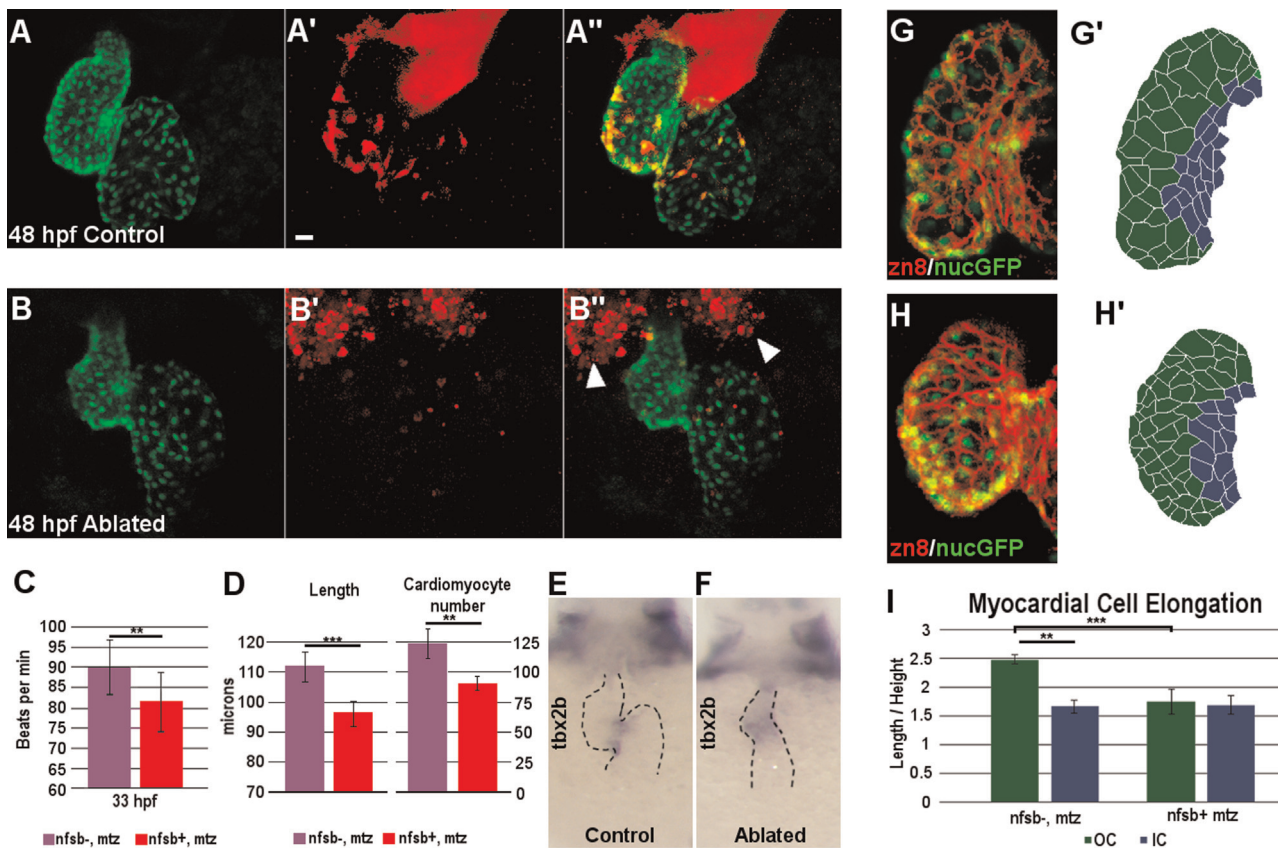 A
A'
A"
48 hpf Control
B
B'
B"
48 hpf Ablated
C
Beats per min
100
95
90
85
80
75
70
65
60
**
33 hpf
nfsb-, mtz
nfsb+, mtz
D
Length
Cardiomyocyte
number
microns
120
110
100
90
80
70
***
**
125
100
75
50
25
0
nfsb-, mtz
nfsb+, mtz
E
tbx2b
Control
F
tbx2b
Ablated
G
zn8/nucGFP
G'
H
zn8/nucGFP
H'
I
Myocardial Cell Elongation
Length / Height
3
2.5
2
1.5
1
0
***
**
nfsb-, mtz
nfsb+ mtz
OC
IC